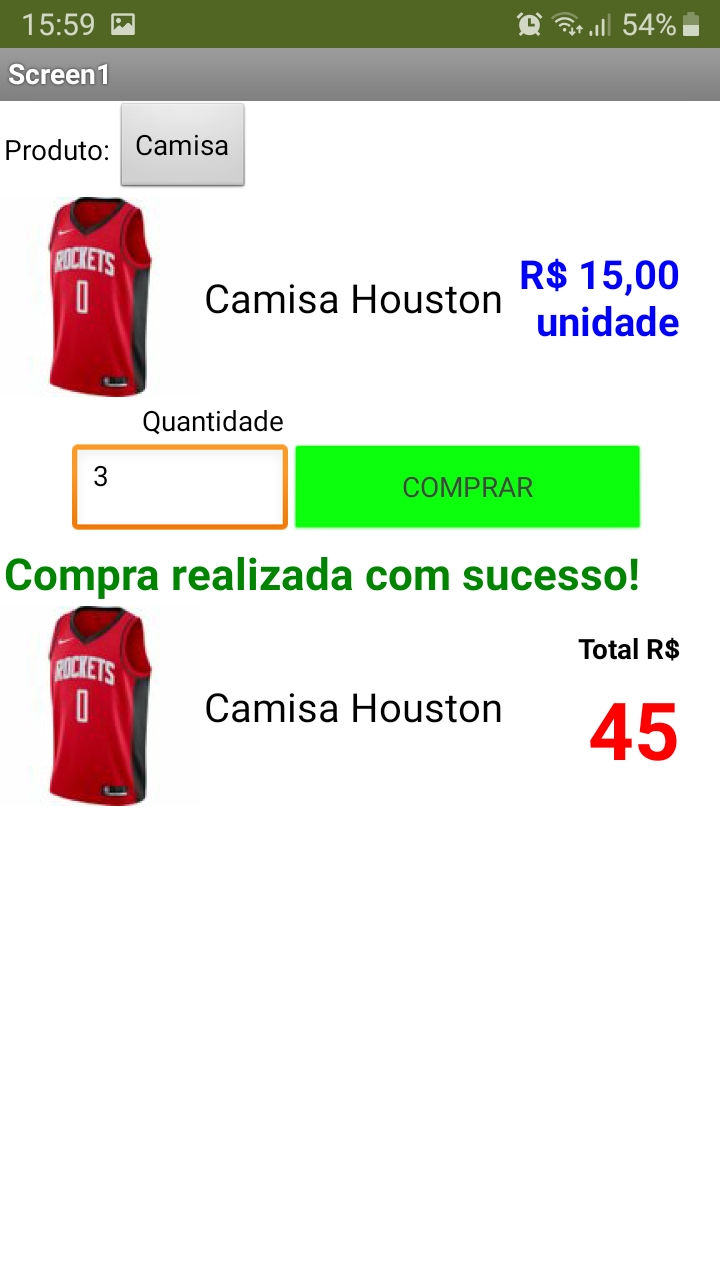 15:59 54%
Screen1
Produto: Camisa
ROCKETS
0
Camisa Houston
R$ 15,00
unidade
Quantidade
3
COMPRAR
Compra realizada com sucesso!
ROCKETS
0
Camisa Houston
Total R$
45